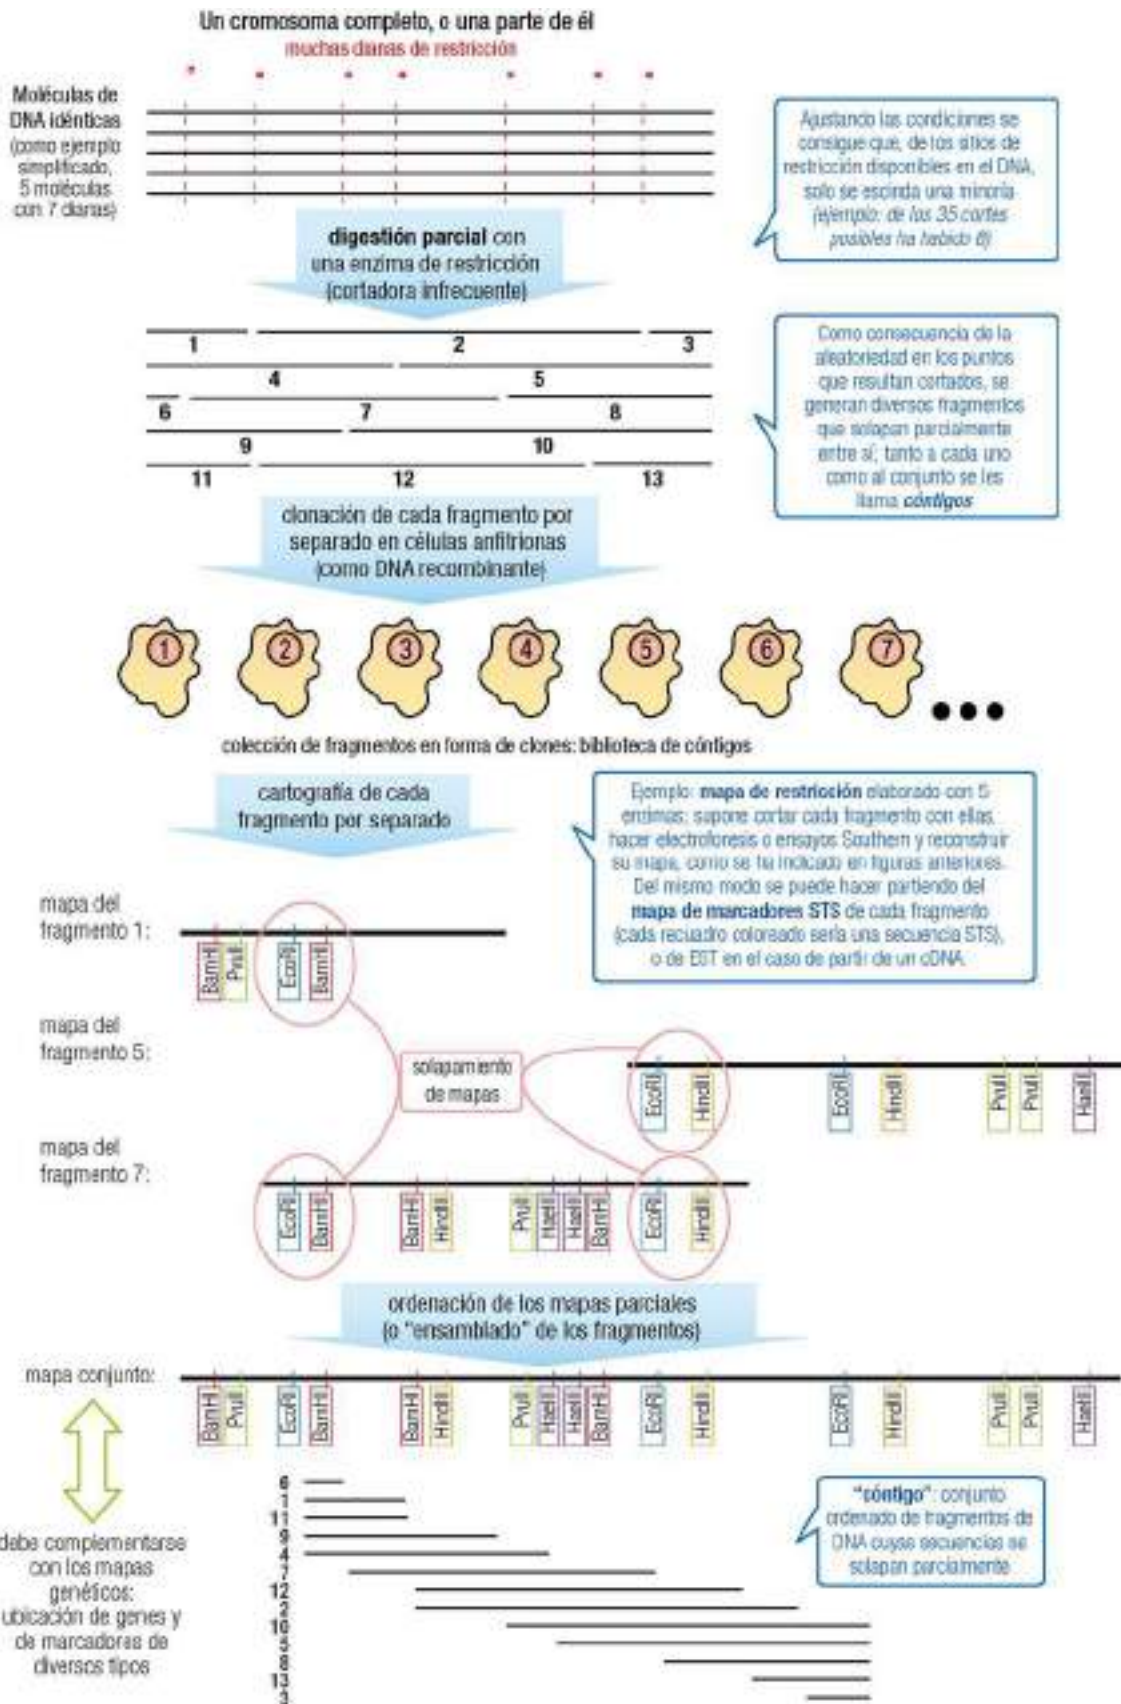 Un cromosoma completo, o una parte de él
muchas dianas de restricción
Moléculas de
DNA idénticas
(como ejemplo
simplificado,
5 moléculas
con 7 dianas)
Ajustando las condiciones se
consigue que, de los sitios de
restricción disponibles en el DNA,
solo se escinda una minoría
(ejemplo: de los 35 cortes
posibles ha habido 8)
digestión parcial con
una enzima de restricción
(cortadora infrecuente)
1 2 3
4 5
6 7 8
9 10
11 12 13
Como consecuencia de la
aleatoriedad en los puntos
que resultan cortados, se
generan diversos fragmentos
que solapan parcialmente
entre sí; tanto a cada uno
como al conjunto se les
llama cóntigos
clonación de cada fragmento por
separado en células anfitrionas
(como DNA recombinante)
1 2 3 4 5 6 7
colección de fragmentos en forma de clones: biblioteca de cóntigos
cartografía de cada
fragmento por separado
Ejemplo: mapa de restricción elaborado con 5
enzimas; supone cortar cada fragmento con ellas,
hacer electroforesis o ensayos Southern y reconstruir
su mapa, como se ha indicado en figuras anteriores.
Del mismo modo se puede hacer partiendo del
mapa de marcadores STS de cada fragmento
(cada recuadro coloreado sería una secuencia STS),
o de EST en el caso de partir de un cDNA.
mapa del
fragmento 1:
BamHI PvuII EcoRI BamHI
mapa del
fragmento 5:
EcoRI HindIII EcoRI HindIII PvuII PvuII HaeIII
solapamiento
de mapas
mapa del
fragmento 7:
EcoRI BamHI BamHI HindIII PvuII HaeIII HaeIII BamHI EcoRI HindIII
ordenación de los mapas parciales
(o "ensamblado" de los fragmentos)
mapa conjunto:
BamHI PvuII EcoRI BamHI BamHI HindIII PvuII HaeIII HaeIII BamHI EcoRI HindIII EcoRI HindIII PvuII PvuII HaeIII
debe complementarse
con los mapas
genéticos:
ubicación de genes y
de marcadores de
diversos tipos
6
1
11
9
4
7
12
2
10
5
8
13
3
"cóntigo": conjunto
ordenado de fragmentos de
DNA cuyas secuencias se
solapan parcialmente